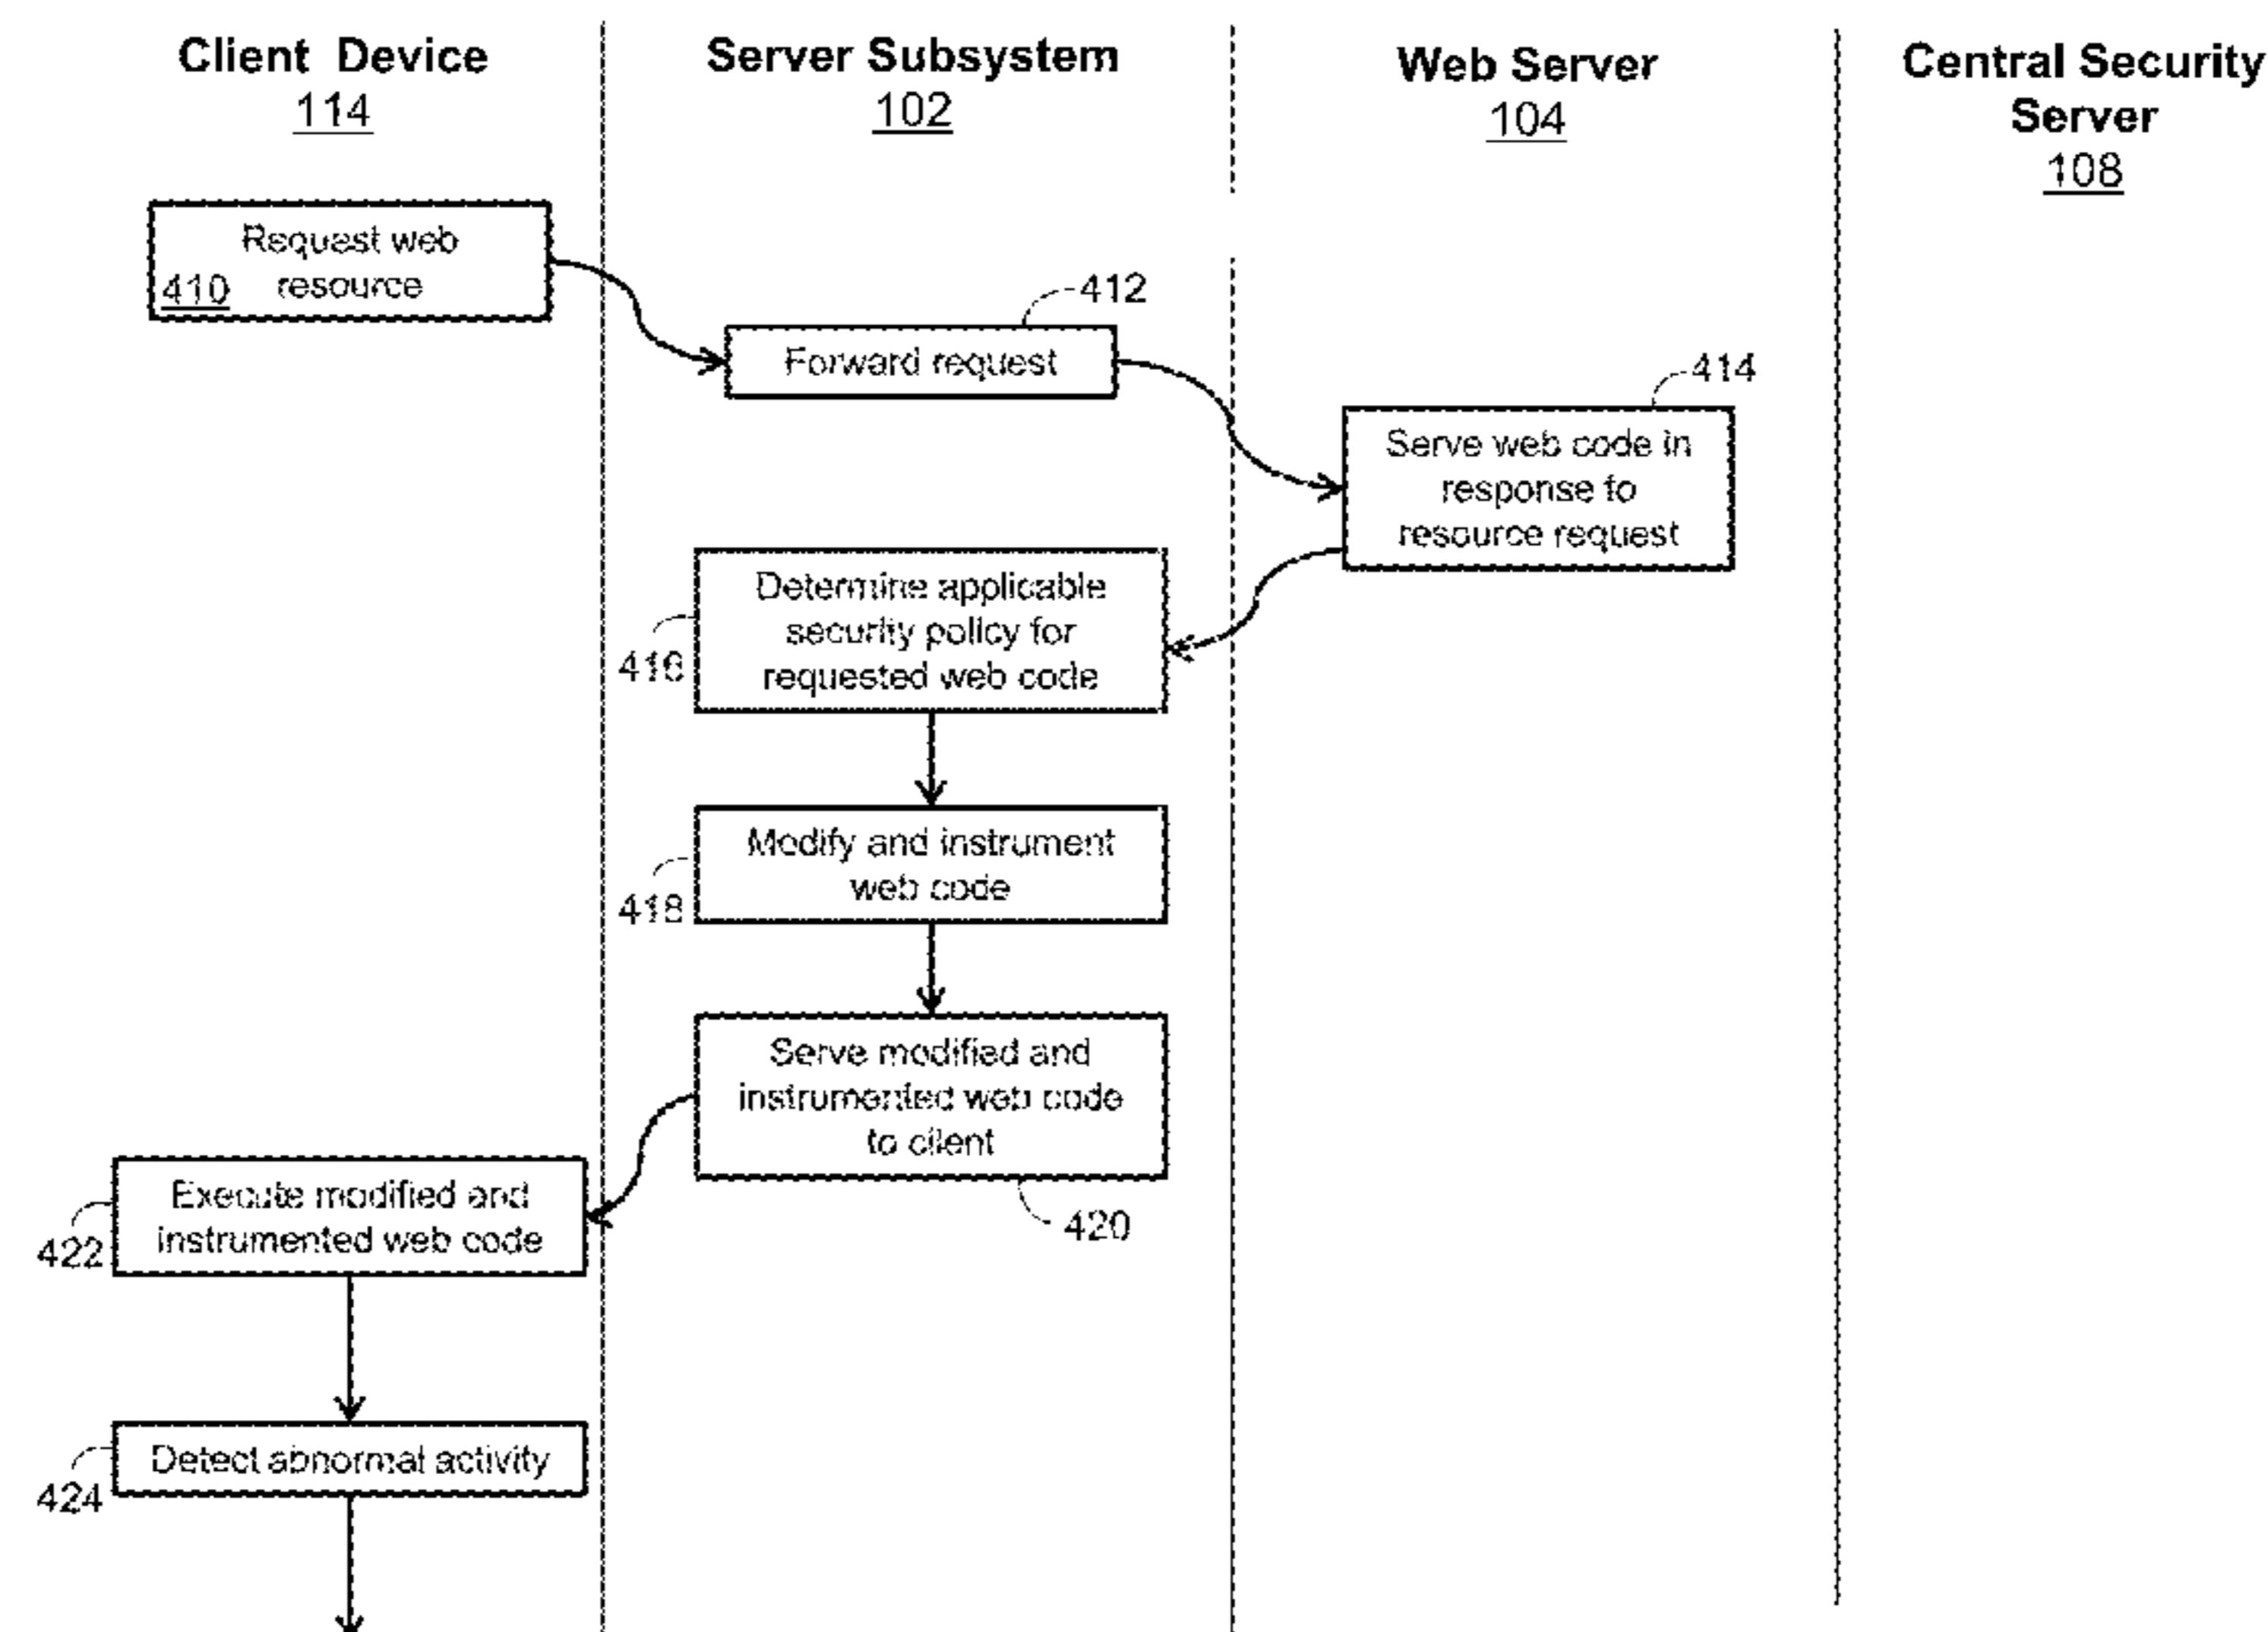 Client Device
114
Server Subsystem
102
Web Server
104
Central Security
Server
108
Request web
410 resource
412
Forward request
414
Serve web code in
response to
resource request
Determine applicable
security policy for
requested web code
416
Modify and instrument
web code
418
Serve modified and
instrumented web code
to client
420
Execute modified and
instrumented web code
422
Detect abnormal activity
424